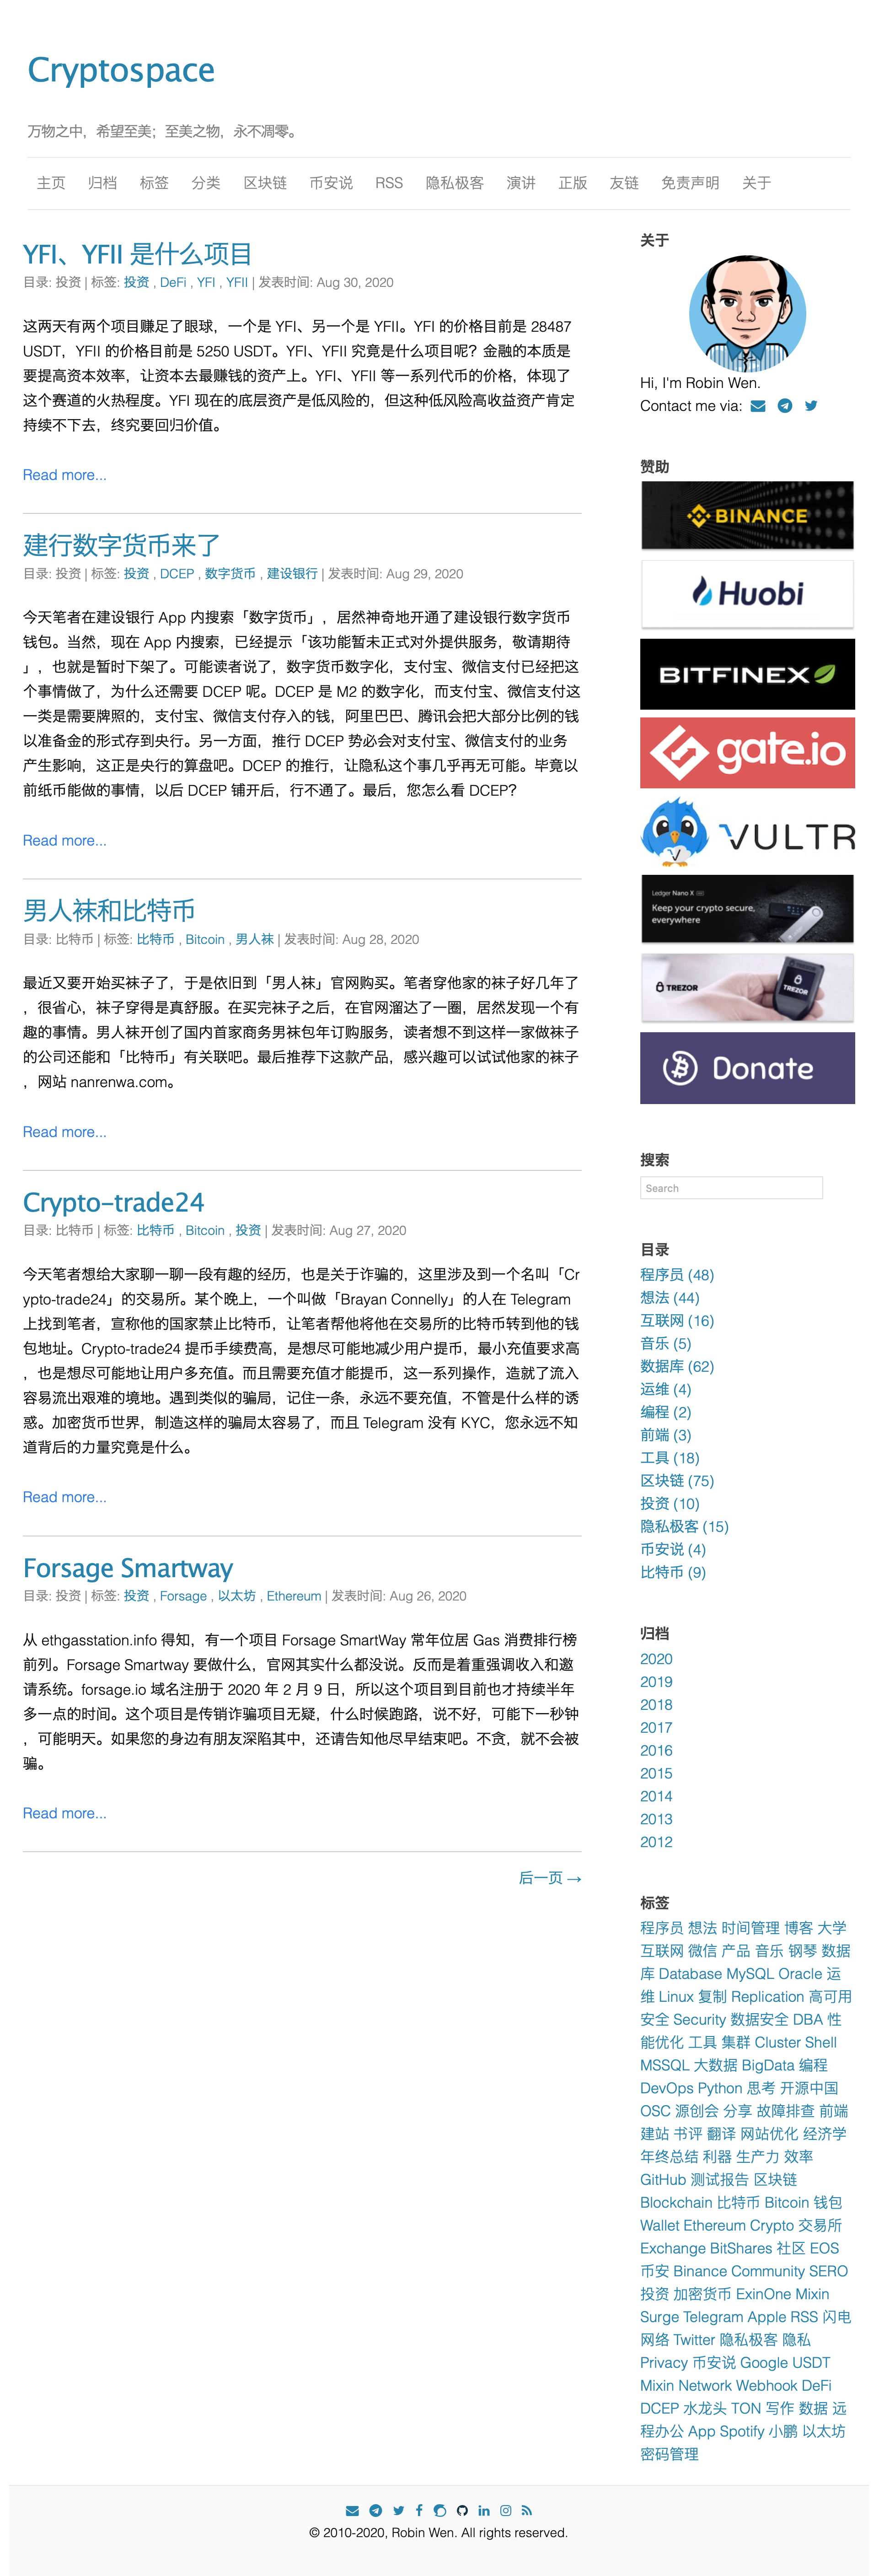 Cryptospace
万物之中，希望至美；至美之物，永不凋零。
主页 归档 标签 分类 区块链 币安说 RSS 隐私极客 演讲 正版 友链 免责声明 关于
YFI、YFII 是什么项目
目录: 投资 | 标签: 投资 , DeFi , YFI , YFII | 发表时间: Aug 30, 2020
这两天有两个项目赚足了眼球，一个是 YFI、另一个是 YFII。YFI 的价格目前是 28487
USDT，YFII 的价格目前是 5250 USDT。YFI、YFII 究竟是什么项目呢？金融的本质是
要提高资本效率，让资本去最赚钱的资产上。YFI、YFII 等一系列代币的价格，体现了
这个赛道的火热程度。YFI 现在的底层资产是低风险的，但这种低风险高收益资产肯定
持续不下去，终究要回归价值。
Read more...
建行数字货币来了
目录: 投资 | 标签: 投资 , DCEP , 数字货币 , 建设银行 | 发表时间: Aug 29, 2020
今天笔者在建设银行 App 内搜索「数字货币」，居然神奇地开通了建设银行数字货币
钱包。当然，现在 App 内搜索，已经提示「该功能暂未正式对外提供服务，敬请期待
」，也就是暂时下架了。可能读者说了，数字货币数字化，支付宝、微信支付已经把这
个事情做了，为什么还需要 DCEP 呢。DCEP 是 M2 的数字化，而支付宝、微信支付这
一类是需要牌照的，支付宝、微信支付存入的钱，阿里巴巴、腾讯会把大部分比例的钱
以准备金的形式存到央行。另一方面，推行 DCEP 势必会对支付宝、微信支付的业务
产生影响，这正是央行的算盘吧。DCEP 的推行，让隐私这个事几乎再无可能。毕竟以
前纸币能做的事情，以后 DCEP 铺开后，行不通了。最后，您怎么看 DCEP？
Read more...
男人袜和比特币
目录: 比特币 | 标签: 比特币 , Bitcoin , 男人袜 | 发表时间: Aug 28, 2020
最近又要开始买袜子了，于是依旧到「男人袜」官网购买。笔者穿他家的袜子好几年了
，很省心，袜子穿得是真舒服。在买完袜子之后，在官网溜达了一圈，居然发现一个有
趣的事情。男人袜开创了国内首家商务男袜包年订购服务，读者想不到这样一家做袜子
的公司还能和「比特币」有关联吧。最后推荐下这款产品，感兴趣可以试试他家的袜子
，网站 nanrenwa.com。
Read more...
Crypto-trade24
目录: 比特币 | 标签: 比特币 , Bitcoin , 投资 | 发表时间: Aug 27, 2020
今天笔者想给大家聊一聊一段有趣的经历，也是关于诈骗的，这里涉及到一个名叫「Cr
ypto-trade24」的交易所。某个晚上，一个叫做「Brayan Connelly」的人在 Telegram
上找到笔者，宣称他的国家禁止比特币，让笔者帮他将他在交易所的比特币转到他的钱
包地址。Crypto-trade24 提币手续费高，是想尽可能地减少用户提币，最小充值要求高
，也是想尽可能地让用户多充值。而且需要充值才能提币，这一系列操作，造就了流入
容易流出艰难的境地。遇到类似的骗局，记住一条，永远不要充值，不管是什么样的诱
惑。加密货币世界，制造这样的骗局太容易了，而且 Telegram 没有 KYC，您永远不知
道背后的力量究竟是什么。
Read more...
Forsage Smartway
目录: 投资 | 标签: 投资 , Forsage , 以太坊 , Ethereum | 发表时间: Aug 26, 2020
从 ethgasstation.info 得知，有一个项目 Forsage SmartWay 常年位居 Gas 消费排行榜
前列。Forsage Smartway 要做什么，官网其实什么都没说。反而是着重强调收入和邀
请系统。forsage.io 域名注册于 2020 年 2 月 9 日，所以这个项目到目前也才持续半年
多一点的时间。这个项目是传销诈骗项目无疑，什么时候跑路，说不好，可能下一秒钟
，可能明天。如果您的身边有朋友深陷其中，还请告知他尽早结束吧。不贪，就不会被
骗。
Read more...
后一页 →
关于
Hi, I'm Robin Wen.
Contact me via:
赞助
BINANCE
Huobi
BITFINEX
gate.io
VULTR
Ledger Nano X
Keep your crypto secure,
everywhere
TREZOR
TREZOR
Donate
搜索
Search
目录
程序员 (48)
想法 (44)
互联网 (16)
音乐 (5)
数据库 (62)
运维 (4)
编程 (2)
前端 (3)
工具 (18)
区块链 (75)
投资 (10)
隐私极客 (15)
币安说 (4)
比特币 (9)
归档
2020
2019
2018
2017
2016
2015
2014
2013
2012
标签
程序员 想法 时间管理 博客 大学
互联网 微信 产品 音乐 钢琴 数据
库 Database MySQL Oracle 运
维 Linux 复制 Replication 高可用
安全 Security 数据安全 DBA 性
能优化 工具 集群 Cluster Shell
MSSQL 大数据 BigData 编程
DevOps Python 思考 开源中国
OSC 源创会 分享 故障排查 前端
建站 书评 翻译 网站优化 经济学
年终总结 利器 生产力 效率
GitHub 测试报告 区块链
Blockchain 比特币 Bitcoin 钱包
Wallet Ethereum Crypto 交易所
Exchange BitShares 社区 EOS
币安 Binance Community SERO
投资 加密货币 ExinOne Mixin
Surge Telegram Apple RSS 闪电
网络 Twitter 隐私极客 隐私
Privacy 币安说 Google USDT
Mixin Network Webhook DeFi
DCEP 水龙头 TON 写作 数据 远
程办公 App Spotify 小鹏 以太坊
密码管理
© 2010-2020, Robin Wen. All rights reserved.